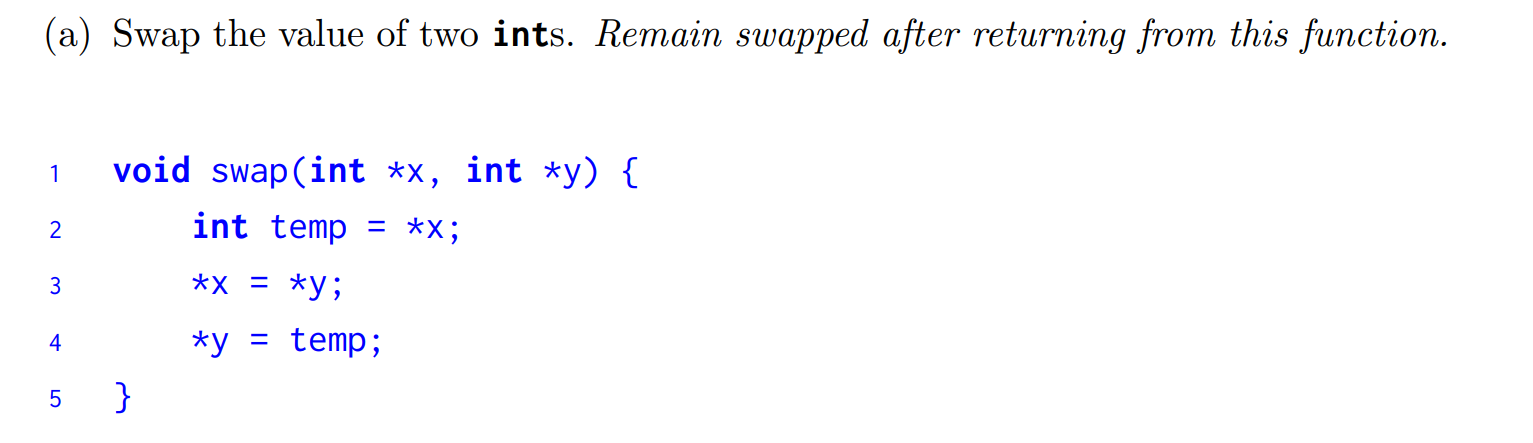 (a) Swap the value of two ints. Remain swapped after returning from this function.
1 void swap(int *x, int *y) {
2 int temp = *x;
3 *x = *y;
4 *y = temp;
5 }